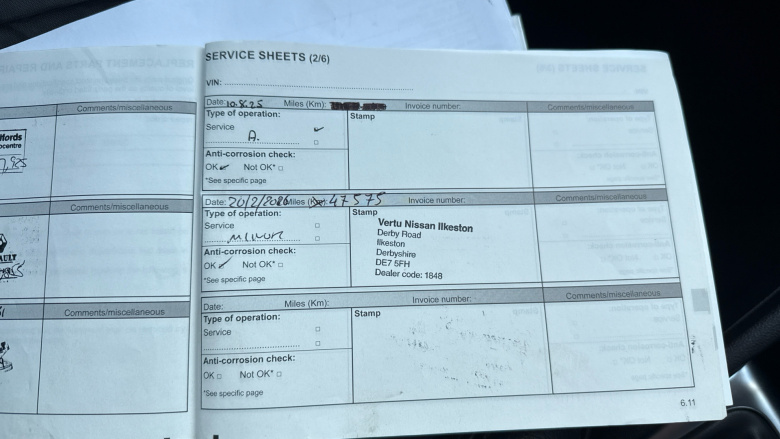 Comments/miscellaneous
Comments/miscellaneous
Comments/miscellaneous
SERVICE SHEETS (2/6)
VIN:
Date: 10.8.25 Miles (Km): Invoice number: Comments/miscellaneous
Type of operation: Stamp
Service
A.
Anti-corrosion check:
OK Not OK*
*See specific page
Date: 20/2/2026 Miles (Km): 47575 Invoice number: Comments/miscellaneous
Type of operation: Stamp
Service
Minor
Anti-corrosion check:
OK Not OK*
*See specific page
Vertu Nissan Ilkeston
Derby Road
Ilkeston
Derbyshire
DE7 5FH
Dealer code: 1848
Date: Miles (Km): Invoice number: Comments/miscellaneous
Type of operation: Stamp
Service
Anti-corrosion check:
OK Not OK*
*See specific page
6.11